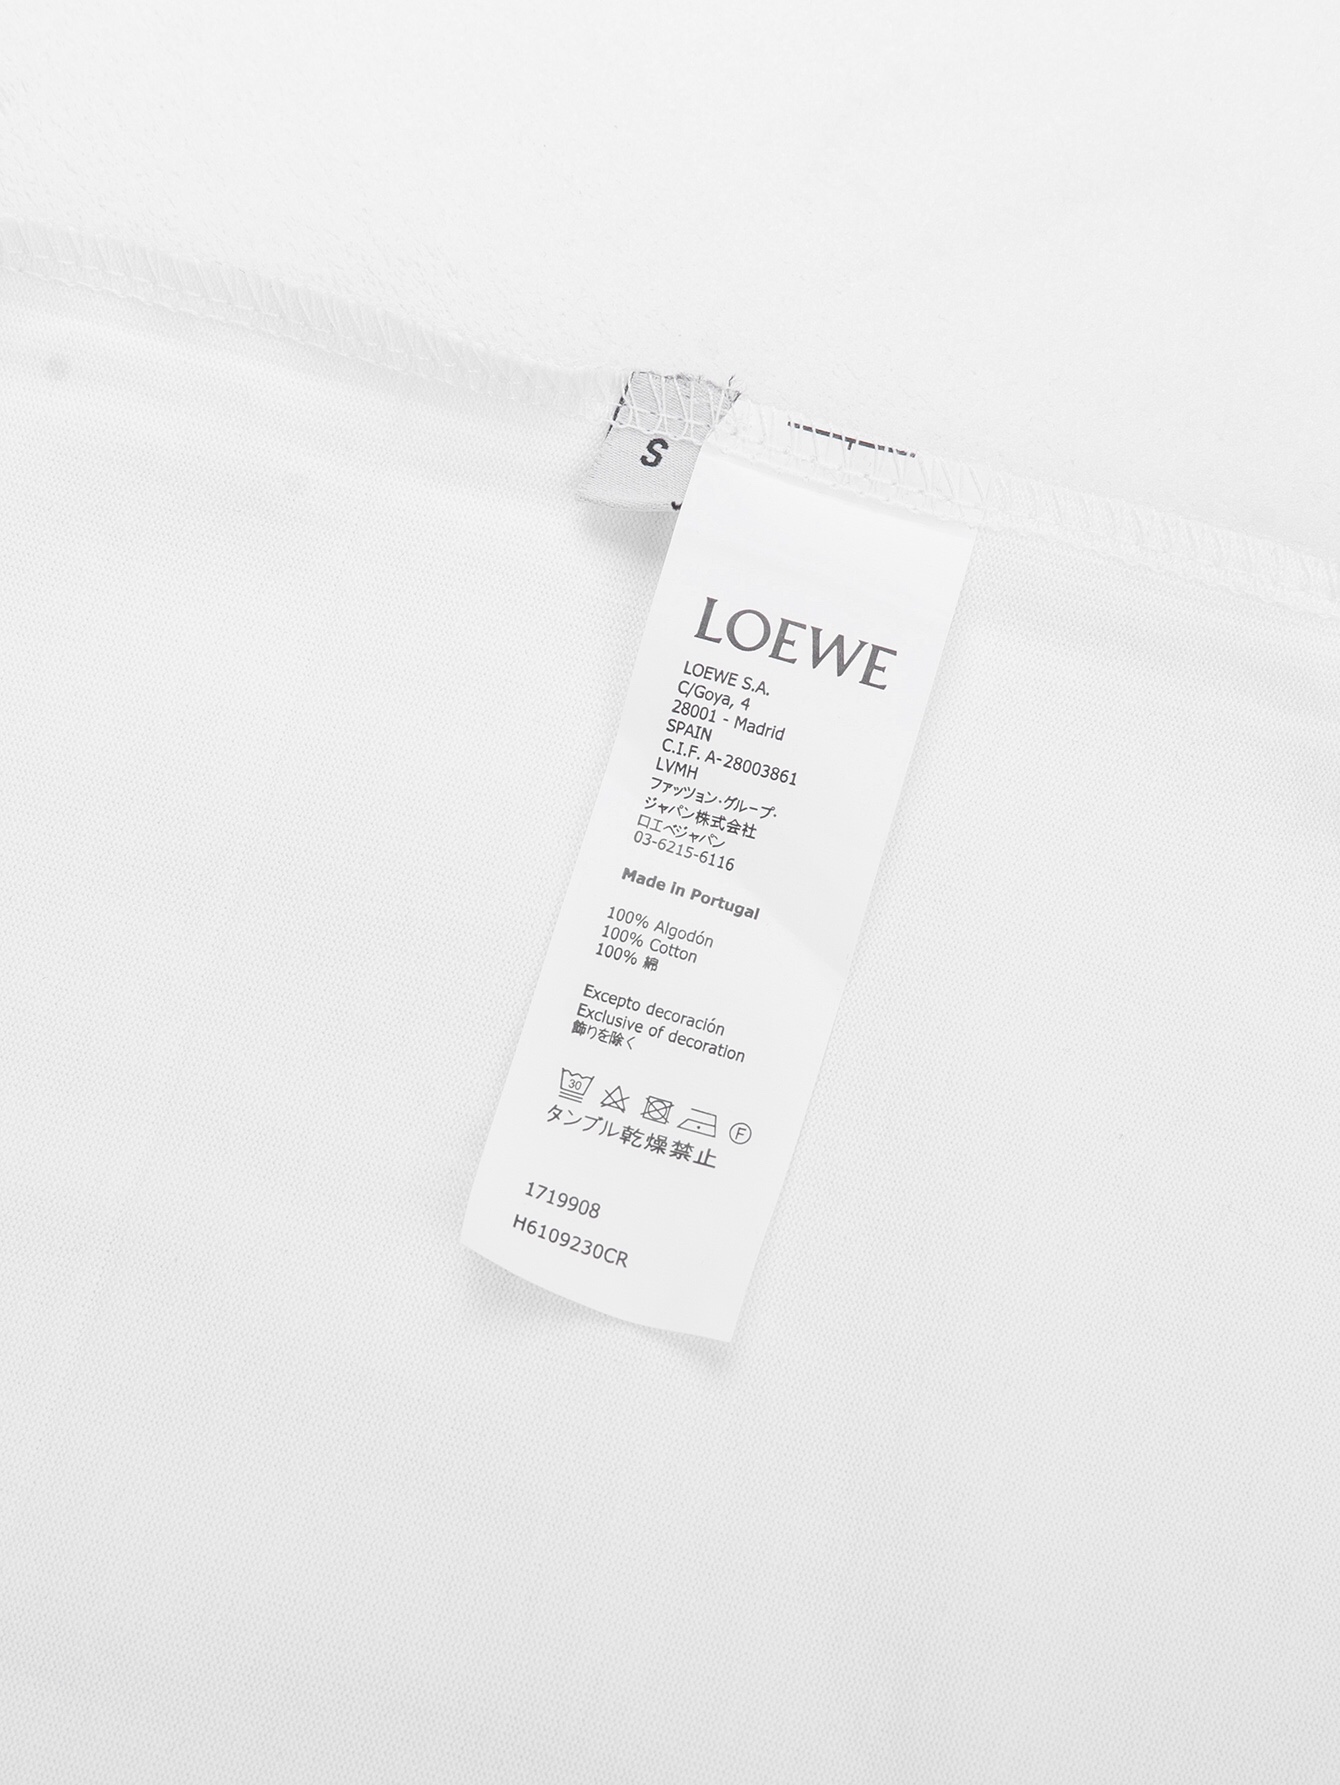 S
LOEWE
LOEWE S.A.
C/Goya, 4
28001 - Madrid
SPAIN
C.I.F. A-28003861
LVMH
ファッツョン・グループ・
ジャパン株式会社
ロエベジャパン
03-6215-6116
Made in Portugal
100% Algodón
100% Cotton
100% 綿
Excepto decoración
Exclusive of decoration
飾りを除く
30
F
タンブル乾燥禁止
1719908
H6109230CR